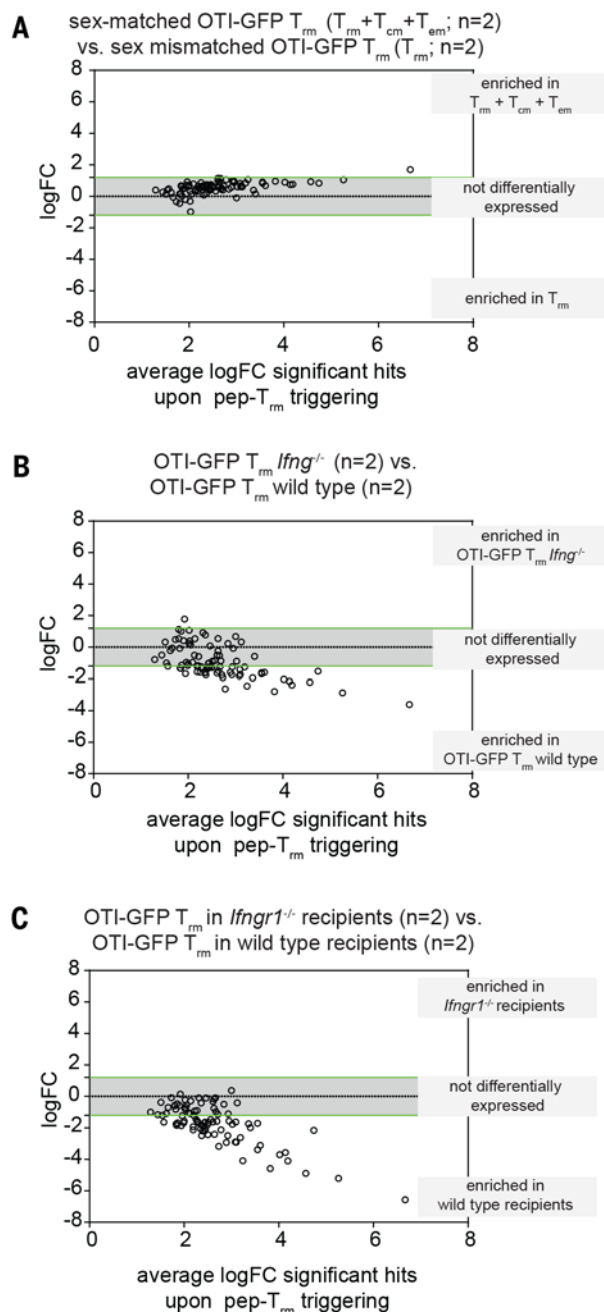 A
sex-matched OTI-GFP Trm (Trm+Tcm+Tem; n=2)
vs. sex mismatched OTI-GFP Trm (Trm; n=2)
8
6
4
2
0
-2
-4
-6
-8
logFC
enriched in
Trm + Tcm + Tem
not differentially
expressed
enriched in Trm
0
2
4
6
8
average logFC significant hits
upon pep-Trm triggering
B
OTI-GFP Trm Ifng-/- (n=2) vs.
OTI-GFP Trm wild type (n=2)
8
6
4
2
0
-2
-4
-6
-8
logFC
enriched in
OTI-GFP Trm Ifng-/-
not differentially
expressed
enriched in
OTI-GFP Trm wild type
0
2
4
6
8
average logFC significant hits
upon pep-Trm triggering
C
OTI-GFP Trm in Ifngr1-/- recipients (n=2) vs.
OTI-GFP Trm in wild type recipients (n=2)
8
6
4
2
0
-2
-4
-6
-8
logFC
enriched in
Ifngr1-/- recipients
not differentially
expressed
enriched in
wild type recipients
0
2
4
6
8
average logFC significant hits
upon pep-Trm triggering